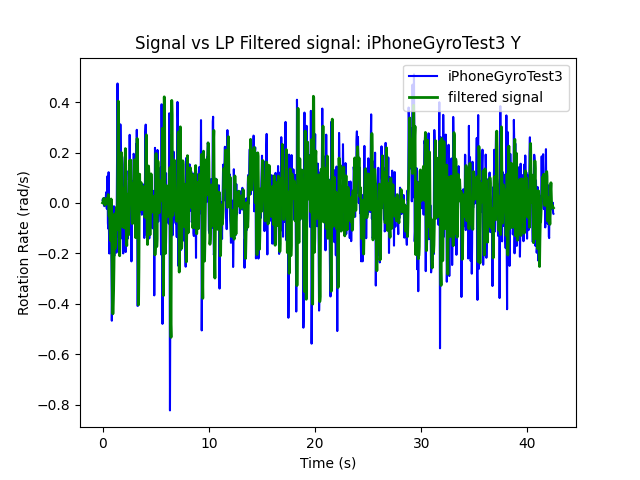 Signal vs LP Filtered signal: iPhoneGyroTest3 Y
iPhoneGyroTest3
filtered signal
Rotation Rate (rad/s)
0.4
0.2
0.0
−0.2
−0.4
−0.6
−0.8
0
10
20
30
40
Time (s)